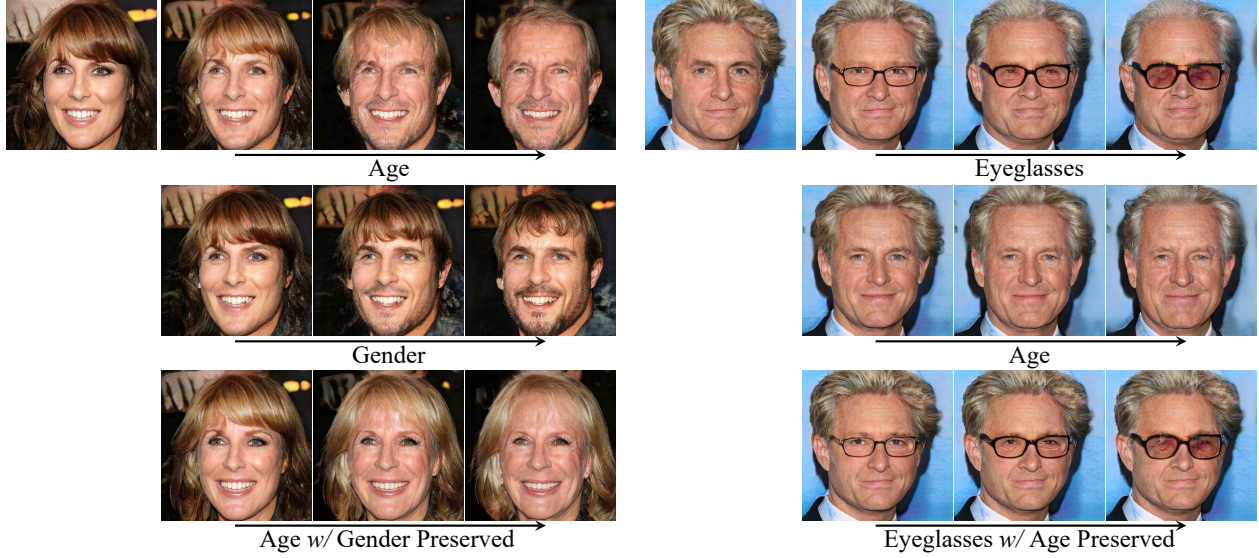 Age
Eyeglasses
Gender
Age
Age w/ Gender Preserved
Eyeglasses w/ Age Preserved